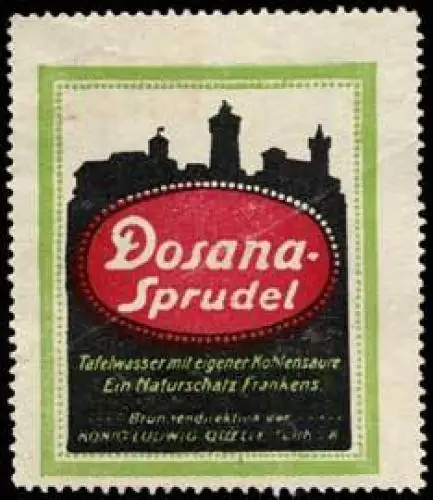 Dosana-
Sprudel
Tafelwasser mit eigener Kohlensäure
Ein Naturschatz Frankens.
Brunnendirektion der
KÖNIG LUDWIG QUELLE